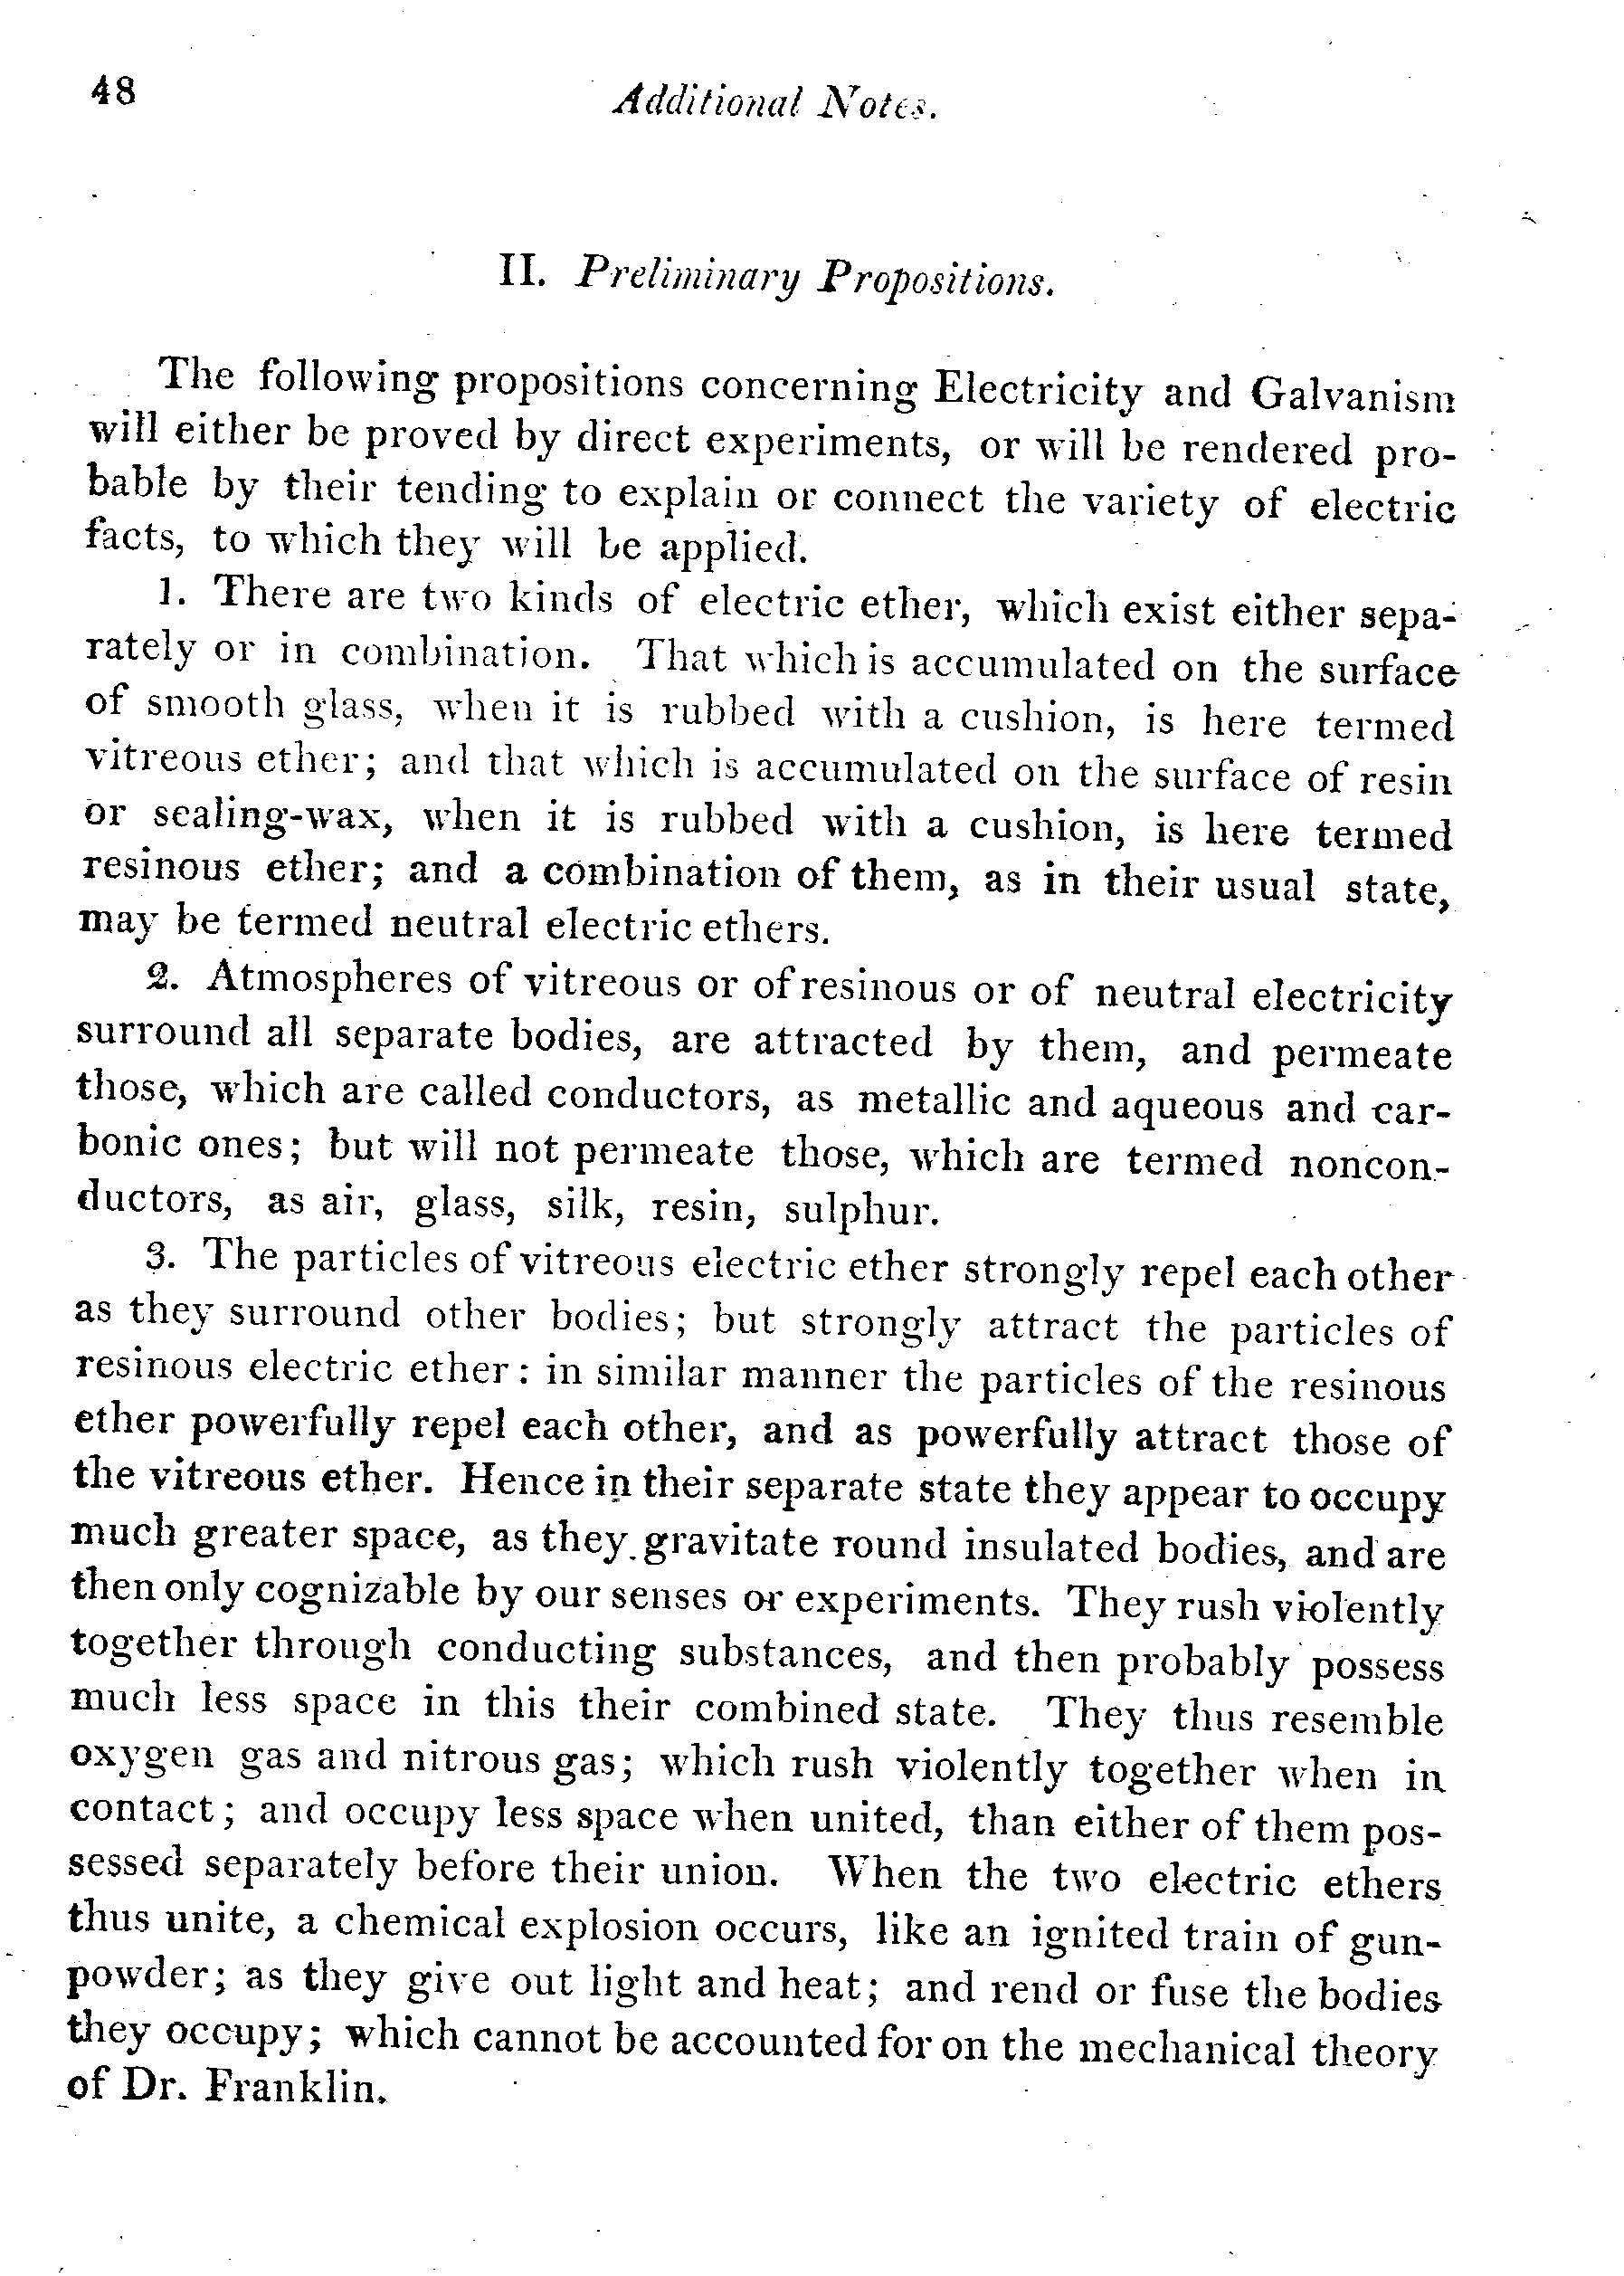 48
Additional Notes.
II. Preliminary Propositions.
The following propositions concerning Electricity and Galvanism
will either be proved by direct experiments, or will be rendered pro-
bable by their tending to explain or connect the variety of electric
facts, to which they will be applied.
1. There are two kinds of electric ether, which exist either sepa-
rately or in combination. That which is accumulated on the surface
of smooth glass, when it is rubbed with a cushion, is here termed
vitreous ether; and that which is accumulated on the surface of resin
or sealing-wax, when it is rubbed with a cushion, is here termed
resinous ether; and a combination of them, as in their usual state,
may be termed neutral electric ethers.
2. Atmospheres of vitreous or of resinous or of neutral electricity
surround all separate bodies, are attracted by them, and permeate
those, which are called conductors, as metallic and aqueous and car-
bonic ones; but will not permeate those, which are termed noncon-
ductors, as air, glass, silk, resin, sulphur.
3. The particles of vitreous electric ether strongly repel each other
as they surround other bodies; but strongly attract the particles of
resinous electric ether: in similar manner the particles of the resinous
ether powerfully repel each other, and as powerfully attract those of
the vitreous ether. Hence in their separate state they appear to occupy
much greater space, as they gravitate round insulated bodies, and are
then only cognizable by our senses or experiments. They rush violently
together through conducting substances, and then probably possess
much less space in this their combined state. They thus resemble
oxygen gas and nitrous gas; which rush violently together when in
contact; and occupy less space when united, than either of them pos-
sessed separately before their union. When the two electric ethers
thus unite, a chemical explosion occurs, like an ignited train of gun-
powder; as they give out light and heat; and rend or fuse the bodies
they occupy; which cannot be accounted for on the mechanical theory
of Dr. Franklin.